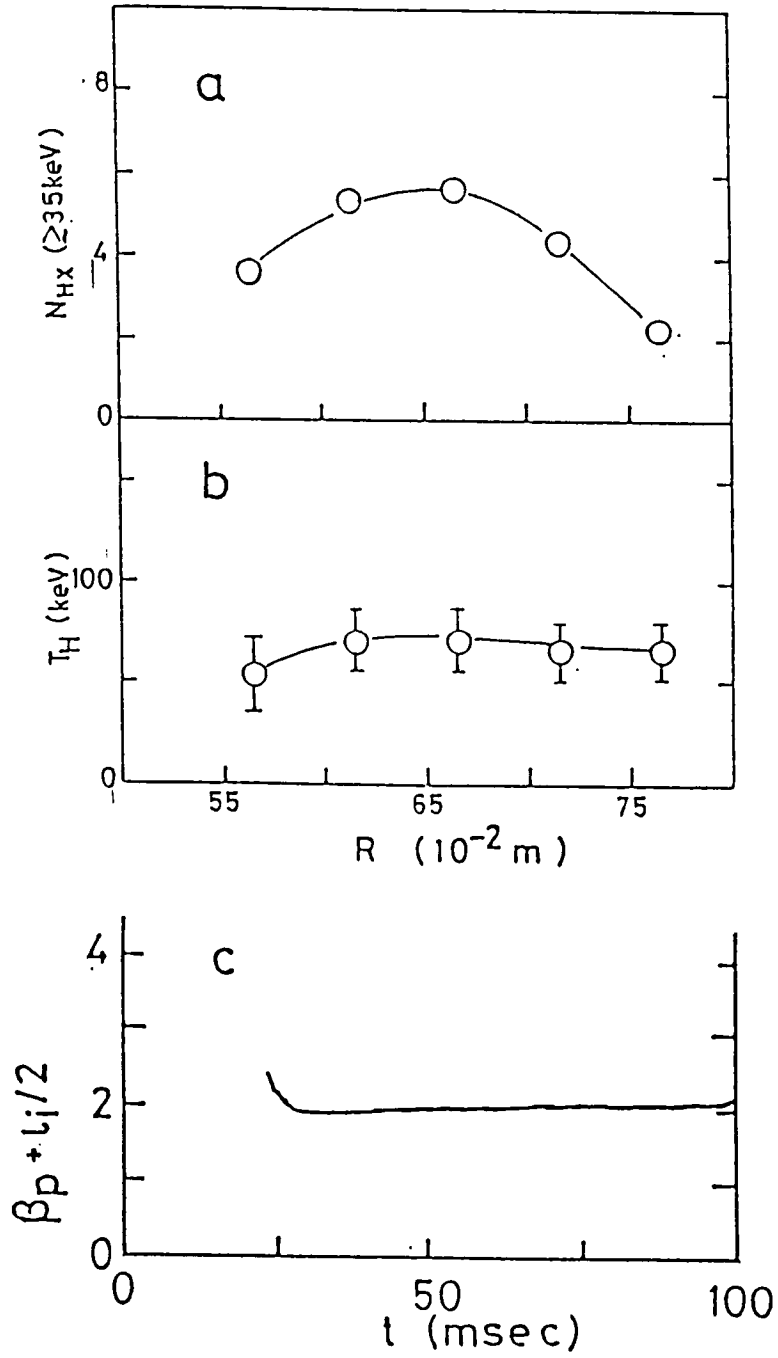 a
8
4
0
N_HX (≥35keV)
b
100
0
T_H (keV)
55 65 75
R (10⁻² m)
c
4
2
0
β_p + l_i/2
0 50 100
t (msec)